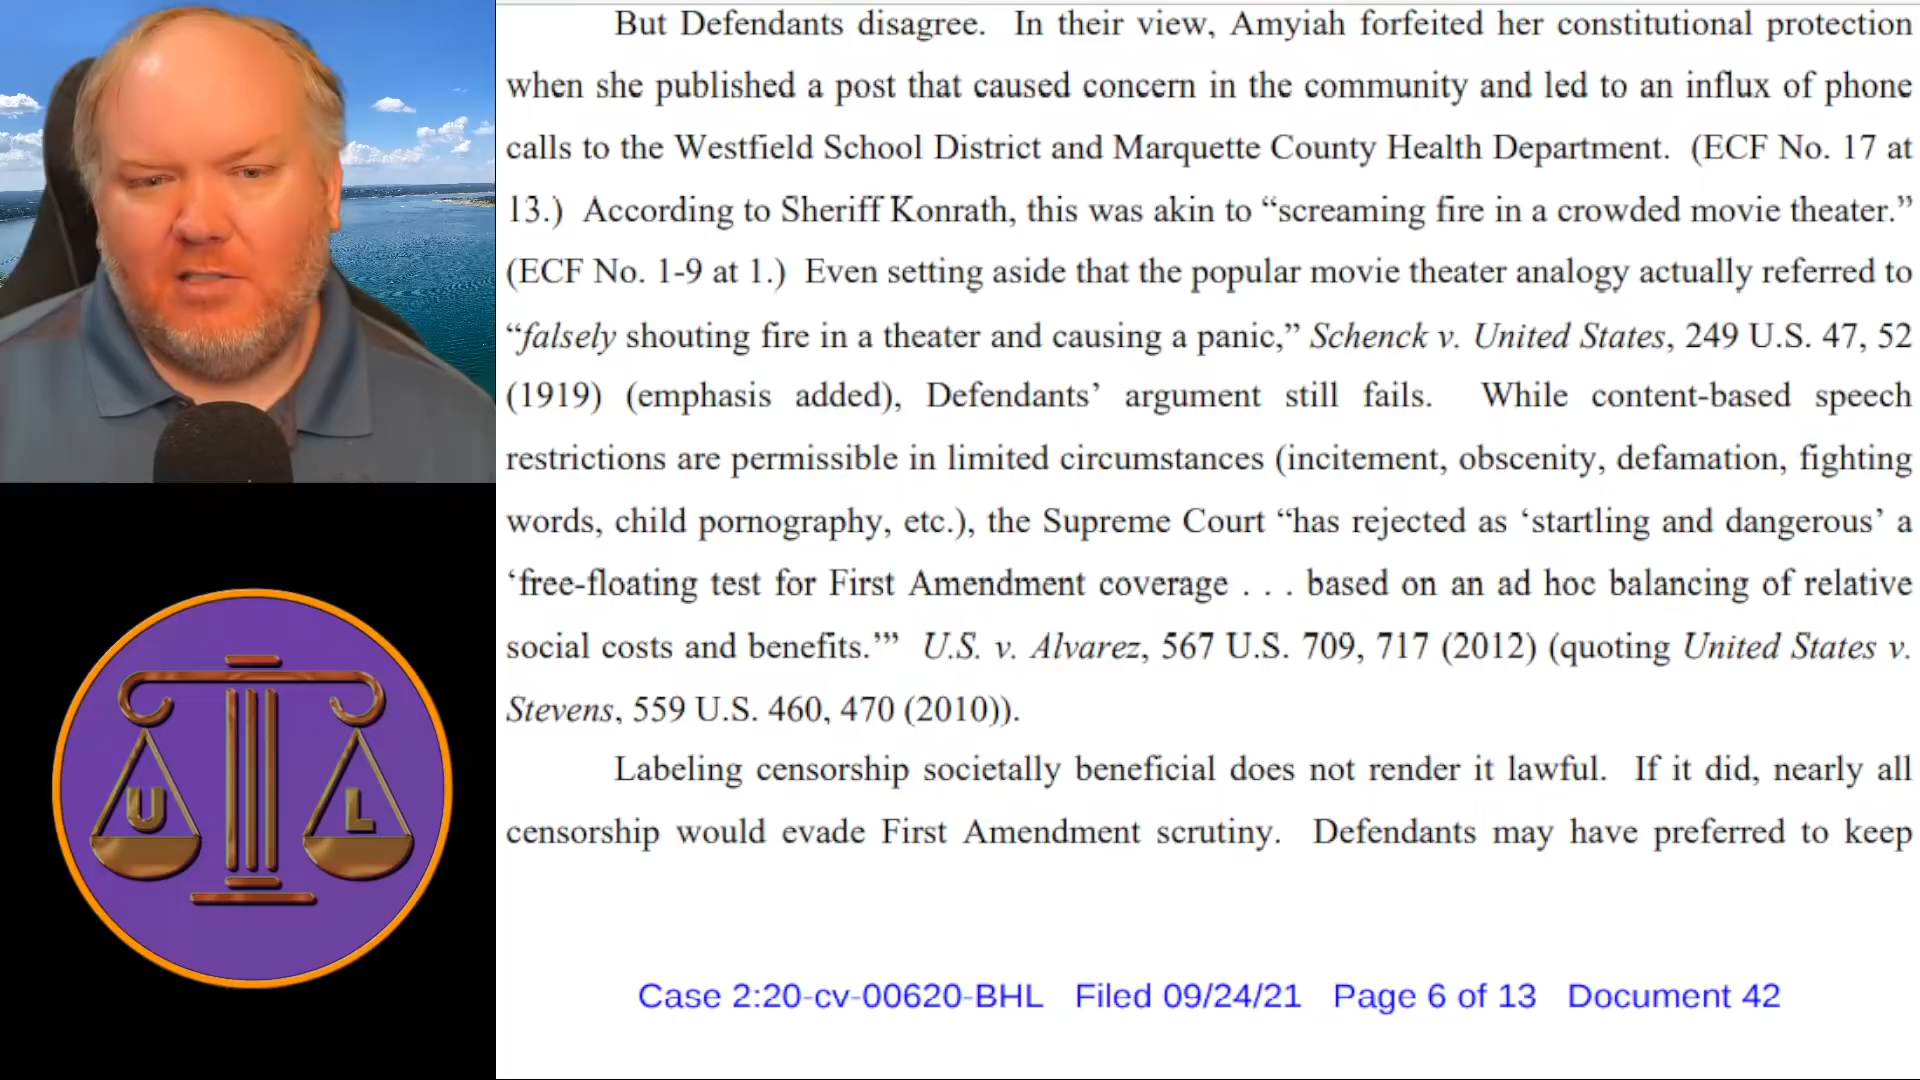 But Defendants disagree. In their view, Amyiah forfeited her constitutional protection
when she published a post that caused concern in the community and led to an influx of phone
calls to the Westfield School District and Marquette County Health Department. (ECF No. 17 at
13.) According to Sheriff Konrath, this was akin to “screaming fire in a crowded movie theater.”
(ECF No. 1-9 at 1.) Even setting aside that the popular movie theater analogy actually referred to
“falsely shouting fire in a theater and causing a panic,” Schenck v. United States, 249 U.S. 47, 52
(1919) (emphasis added), Defendants’ argument still fails. While content-based speech
restrictions are permissible in limited circumstances (incitement, obscenity, defamation, fighting
words, child pornography, etc.), the Supreme Court “has rejected as ‘startling and dangerous’ a
‘free-floating test for First Amendment coverage . . . based on an ad hoc balancing of relative
social costs and benefits.’” U.S. v. Alvarez, 567 U.S. 709, 717 (2012) (quoting United States v.
Stevens, 559 U.S. 460, 470 (2010)).
Labeling censorship societally beneficial does not render it lawful. If it did, nearly all
censorship would evade First Amendment scrutiny. Defendants may have preferred to keep
Case 2:20-cv-00620-BHL Filed 09/24/21 Page 6 of 13 Document 42
U L